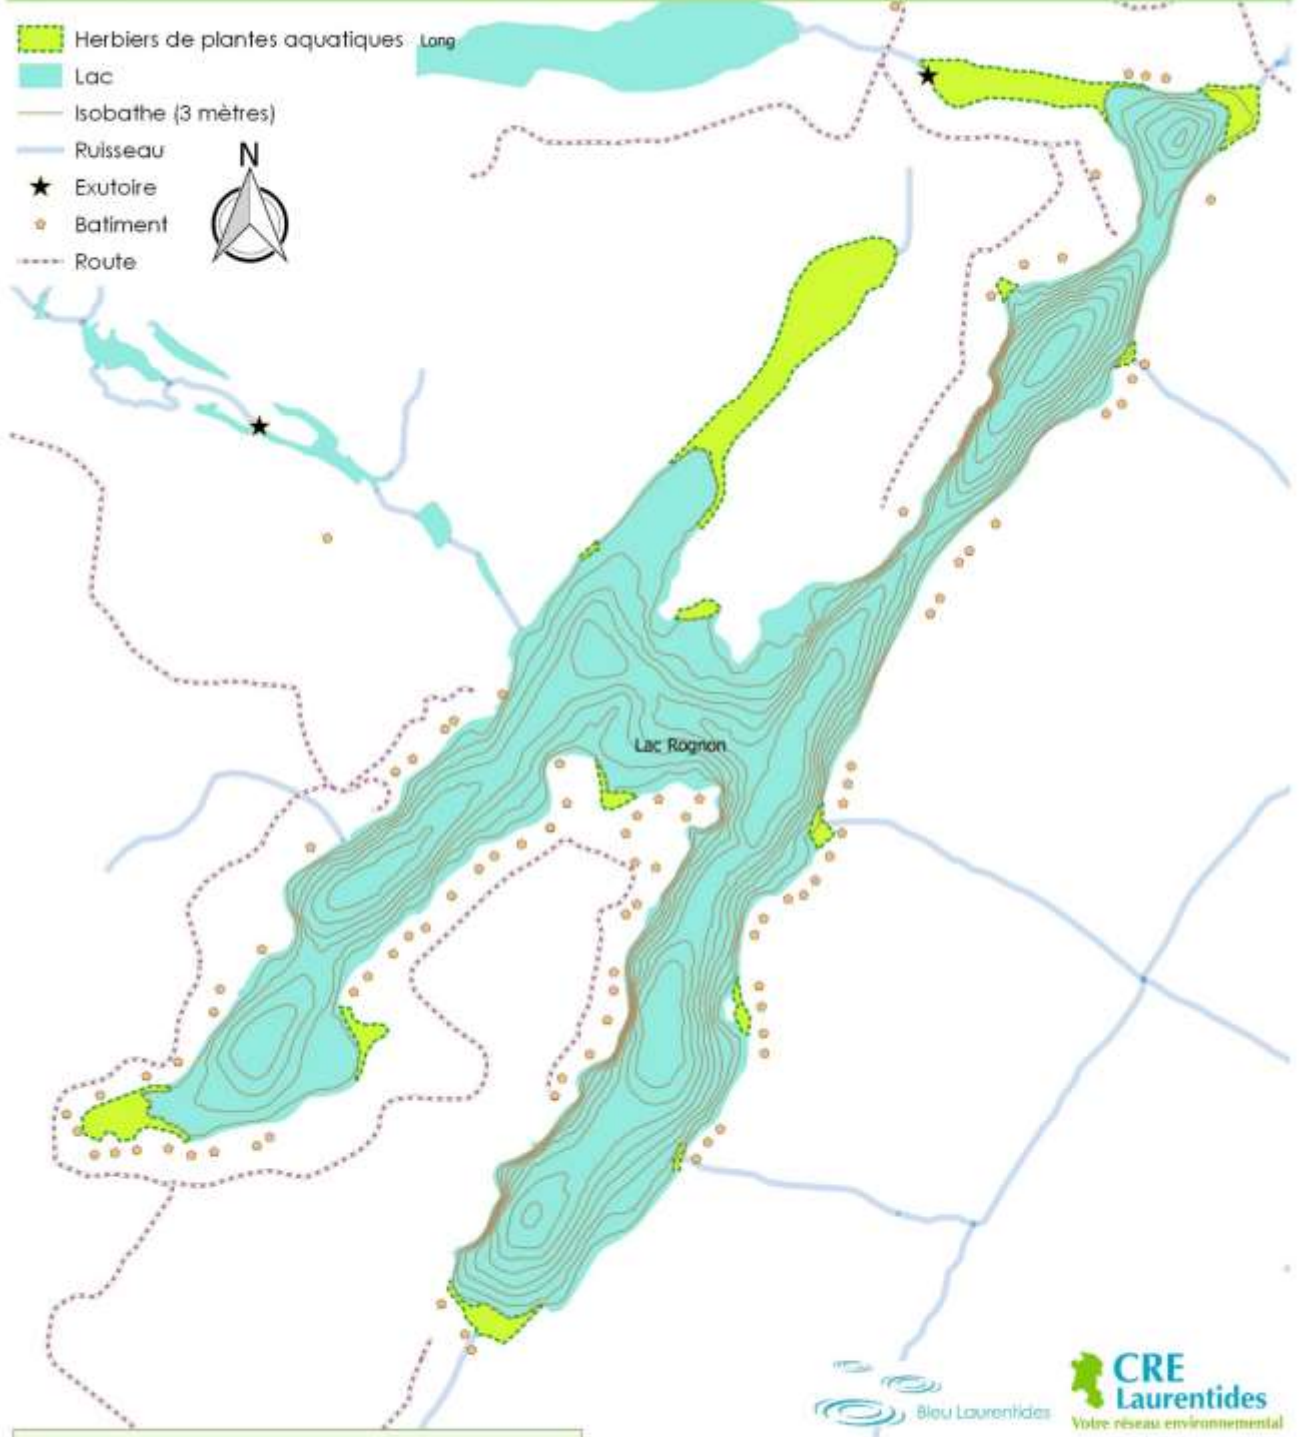 Herbiers de plantes aquatiques
Long
Lac
Isobathe (3 mètres)
Ruisseau
N
Exutoire
Batiment
Route
Lac Rognon
Bleu Laurentides
CRE
Laurentides
Votre réseau environnemental